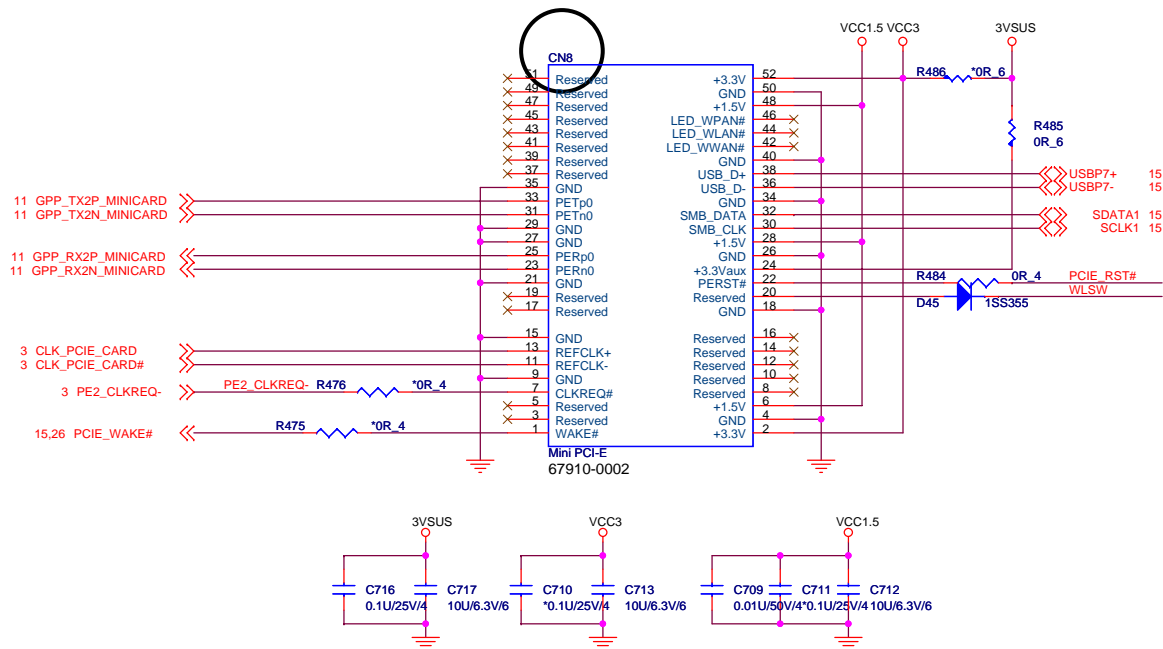 VCC1.5 VCC3 3VSUS
CN8
51 Reserved +3.3V 52 R486 *0R_6
49 Reserved GND 50
47 Reserved +1.5V 48
45 Reserved LED_WPAN# 46
43 Reserved LED_WLAN# 44 R485
41 Reserved LED_WWAN# 42 0R_6
39 Reserved GND 40
37 Reserved USB_D+ 38 USBP7+ 15
35 GND USB_D- 36 USBP7- 15
11 GPP_TX2P_MINICARD 33 PETp0 GND 34
11 GPP_TX2N_MINICARD 31 PETn0 SMB_DATA 32 SDATA1 15
29 GND SMB_CLK 30 SCLK1 15
27 GND +1.5V 28
11 GPP_RX2P_MINICARD 25 PERp0 GND 26
11 GPP_RX2N_MINICARD 23 PERn0 +3.3Vaux 24
21 GND PERST# 22 R484 0R_4 PCIE_RST#
19 Reserved Reserved 20 D45 1SS355 WLSW
17 Reserved GND 18
15 GND Reserved 16
3 CLK_PCIE_CARD 13 REFCLK+ Reserved 14
3 CLK_PCIE_CARD# 11 REFCLK- Reserved 12
9 GND Reserved 10
3 PE2_CLKREQ- PE2_CLKREQ- R476 *0R_4 7 CLKREQ# Reserved 8
5 Reserved +1.5V 6
3 Reserved GND 4
15,26 PCIE_WAKE# R475 *0R_4 1 WAKE# +3.3V 2
Mini PCI-E
67910-0002
3VSUS VCC3 VCC1.5
C716 C717 C710 C713 C709 C711 C712
0.1U/25V/4 10U/6.3V/6 *0.1U/25V/4 10U/6.3V/6 0.01U/50V/4 *0.1U/25V/4 10U/6.3V/6